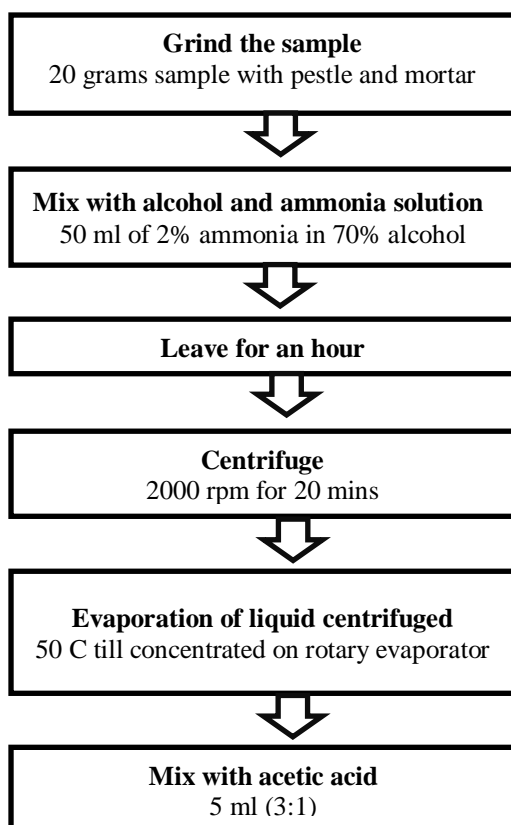 Grind the sample
20 grams sample with pestle and mortar
Mix with alcohol and ammonia solution
50 ml of 2% ammonia in 70% alcohol
Leave for an hour
Centrifuge
2000 rpm for 20 mins
Evaporation of liquid centrifuged
50 C till concentrated on rotary evaporator
Mix with acetic acid
5 ml (3:1)